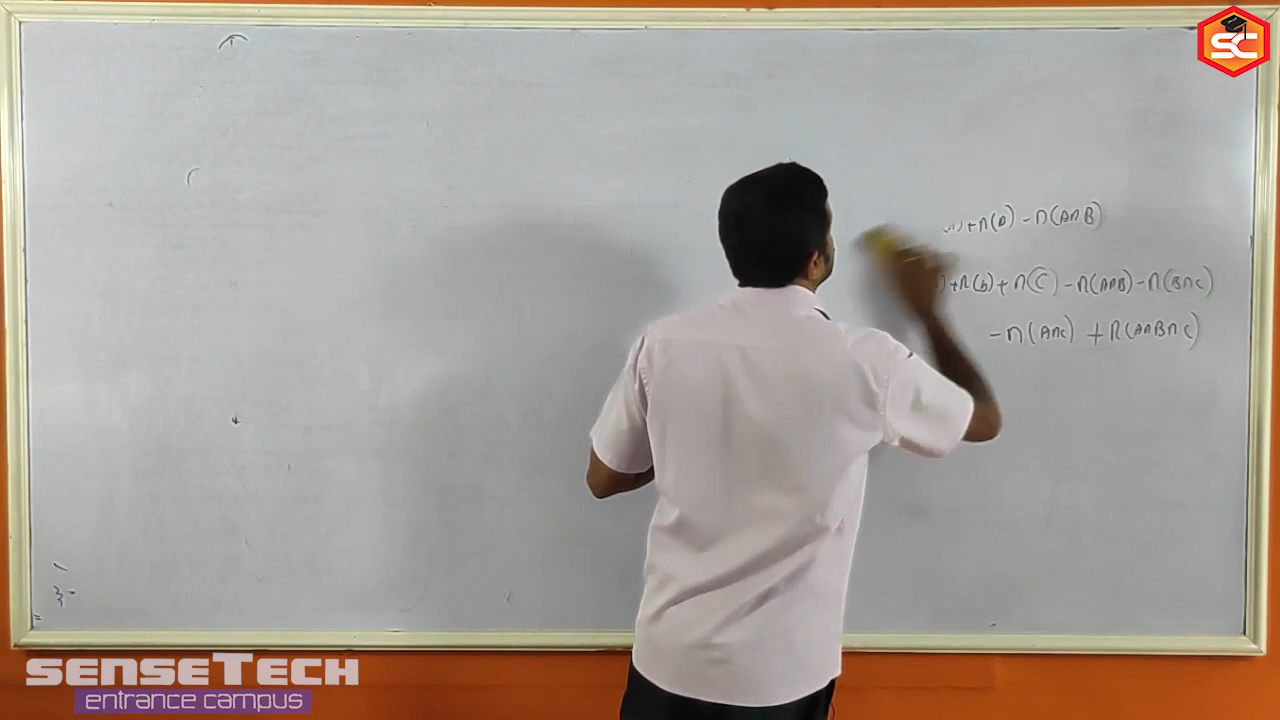 SC
+n(B) - n(A∩B)
) +n(b) + n(C) - n(A∩B) - n(B∩C)
- n(A∩C) + n(A∩B∩C)
SENSETECH
entrance campus